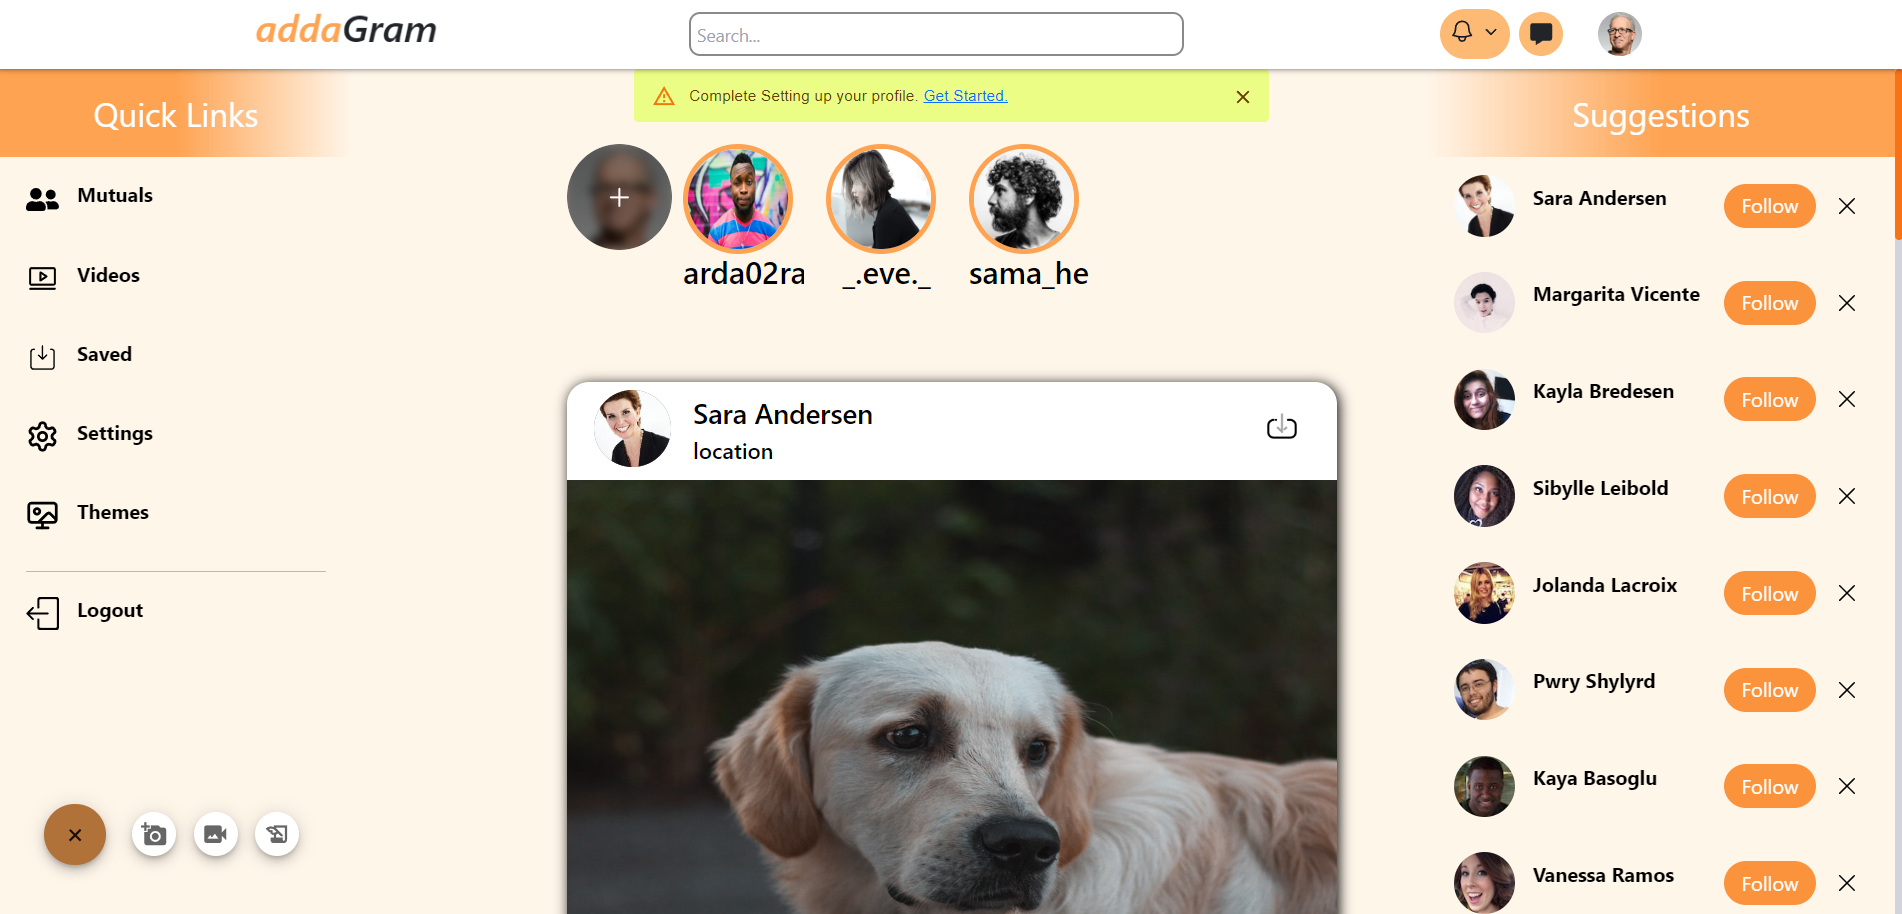 addaGram
Search...
Quick Links
Mutuals
Videos
Saved
Settings
Themes
Logout
Complete Setting up your profile. Get Started.
arda02ra
_.eve._
sama_he
Sara Andersen
location
Suggestions
Sara Andersen
Follow
Margarita Vicente
Follow
Kayla Bredesen
Follow
Sibylle Leibold
Follow
Jolanda Lacroix
Follow
Pwry Shylyrd
Follow
Kaya Basoglu
Follow
Vanessa Ramos
Follow